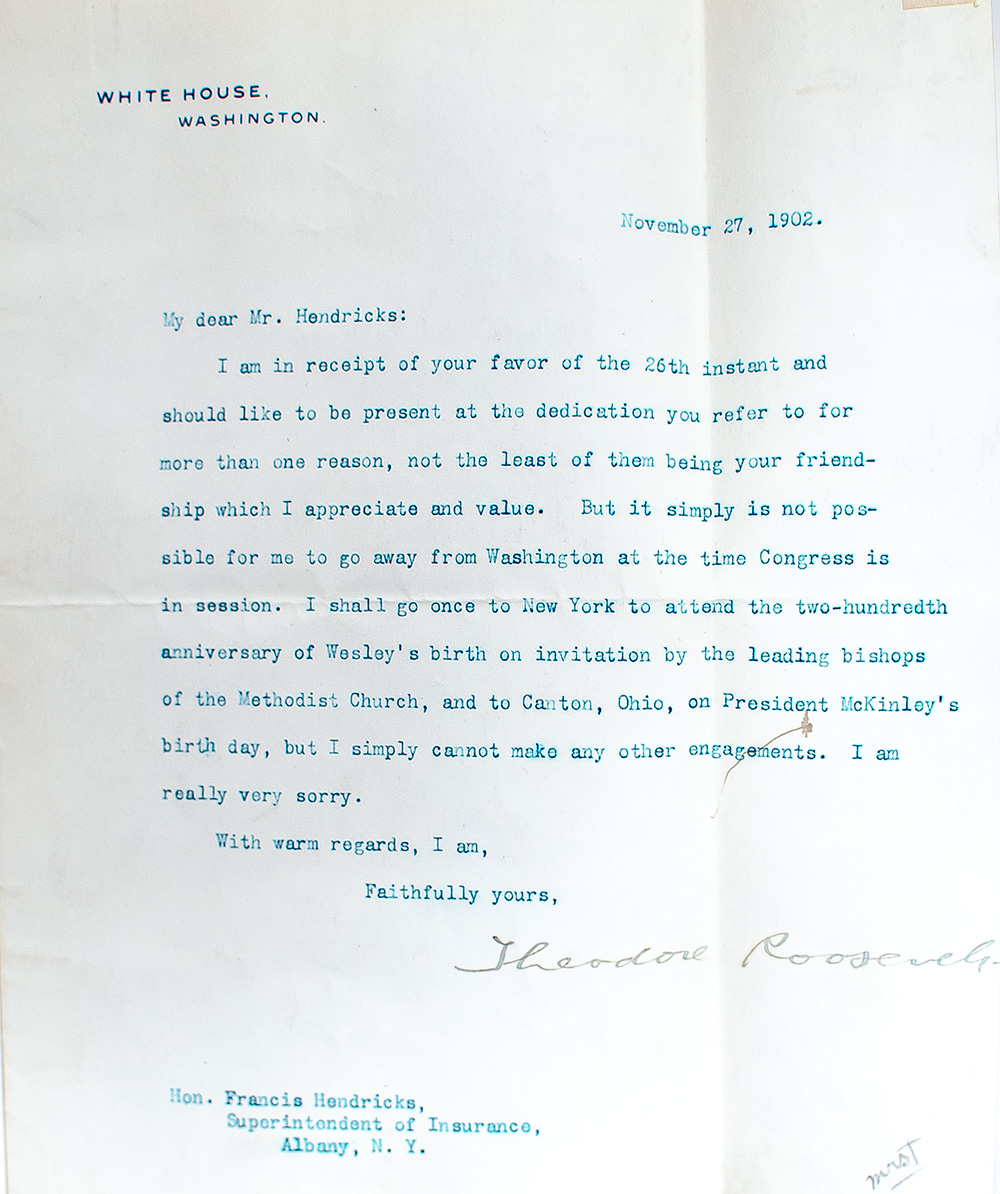 WHITE HOUSE,
WASHINGTON.
November 27, 1902.
My dear Mr. Hendricks:
I am in receipt of your favor of the 26th instant and
should like to be present at the dedication you refer to for
more than one reason, not the least of them being your friend-
ship which I appreciate and value. But it simply is not pos-
sible for me to go away from Washington at the time Congress is
in session. I shall go once to New York to attend the two-hundredth
anniversary of Wesley's birth on invitation by the leading bishops
of the Methodist Church, and to Canton, Ohio, on President McKinley's
birth day, but I simply cannot make any other engagements. I am
really very sorry.
With warm regards, I am,
Faithfully yours,
Theodore Roosevelt
Hon. Francis Hendricks,
Superintendent of Insurance,
Albany, N. Y.